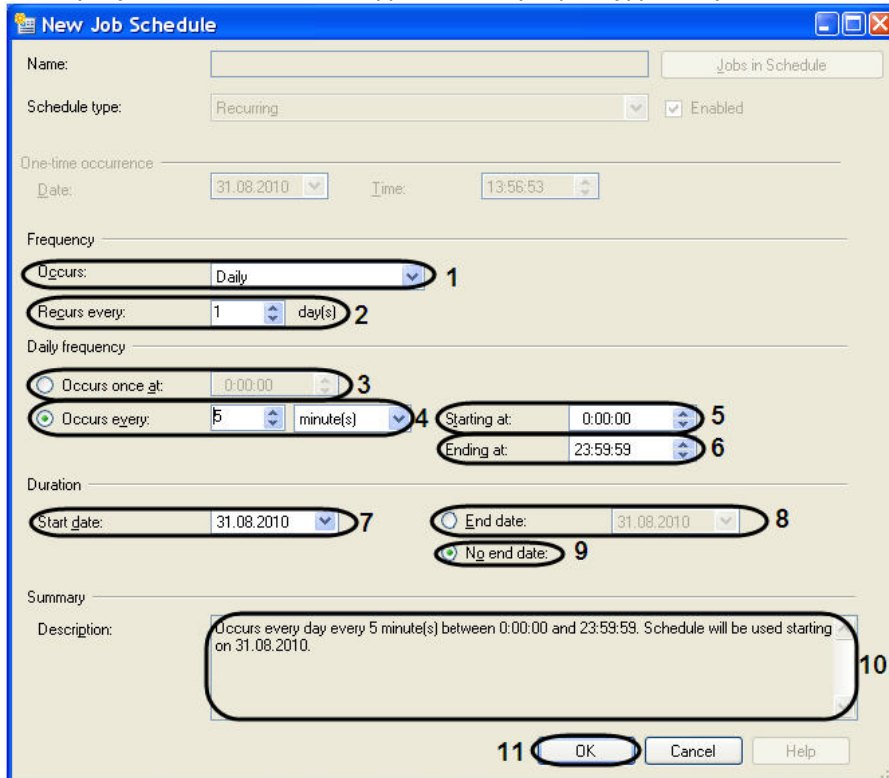 New Job Schedule
Name:
Jobs in Schedule
Schedule type:
Recurring
Enabled
One-time occurrence
Date:
31.08.2010
Time:
13:56:53
Frequency
Occurs:
Daily
1
Recurs every:
1
day(s)
2
Daily frequency
Occurs once at:
0:00:00
3
Occurs every:
5
minute(s)
4
Starting at:
0:00:00
5
Ending at:
23:59:59
6
Duration
Start date:
31.08.2010
7
End date:
31.08.2010
8
No end date:
9
Summary
Description:
Occurs every day every 5 minute(s) between 0:00:00 and 23:59:59. Schedule will be used starting
on 31.08.2010.
10
11
OK
Cancel
Help